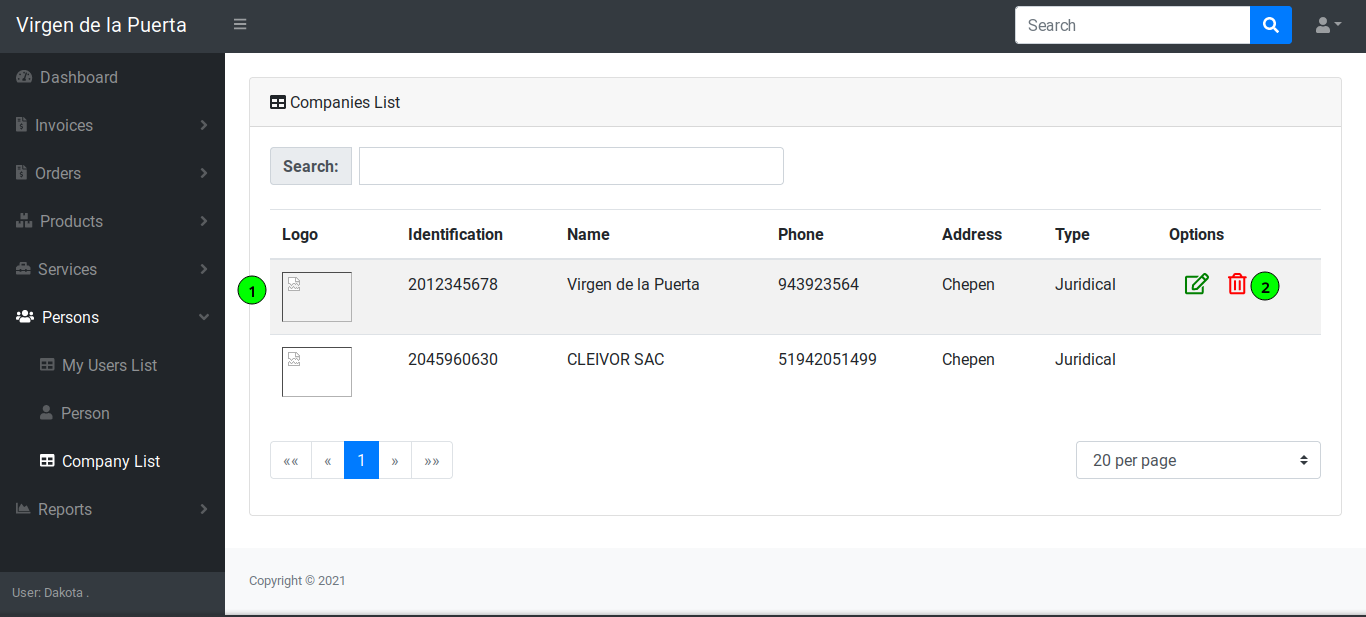 Virgen de la Puerta
Search
Dashboard
Invoices
Orders
Products
Services
Persons
My Users List
Person
Company List
Reports
User: Dakota .
Companies List
Search:
Logo Identification Name Phone Address Type Options
1 2012345678 Virgen de la Puerta 943923564 Chepen Juridical 2
2045960630 CLEIVOR SAC 51942051499 Chepen Juridical
«« « 1 » »» 20 per page
Copyright © 2021